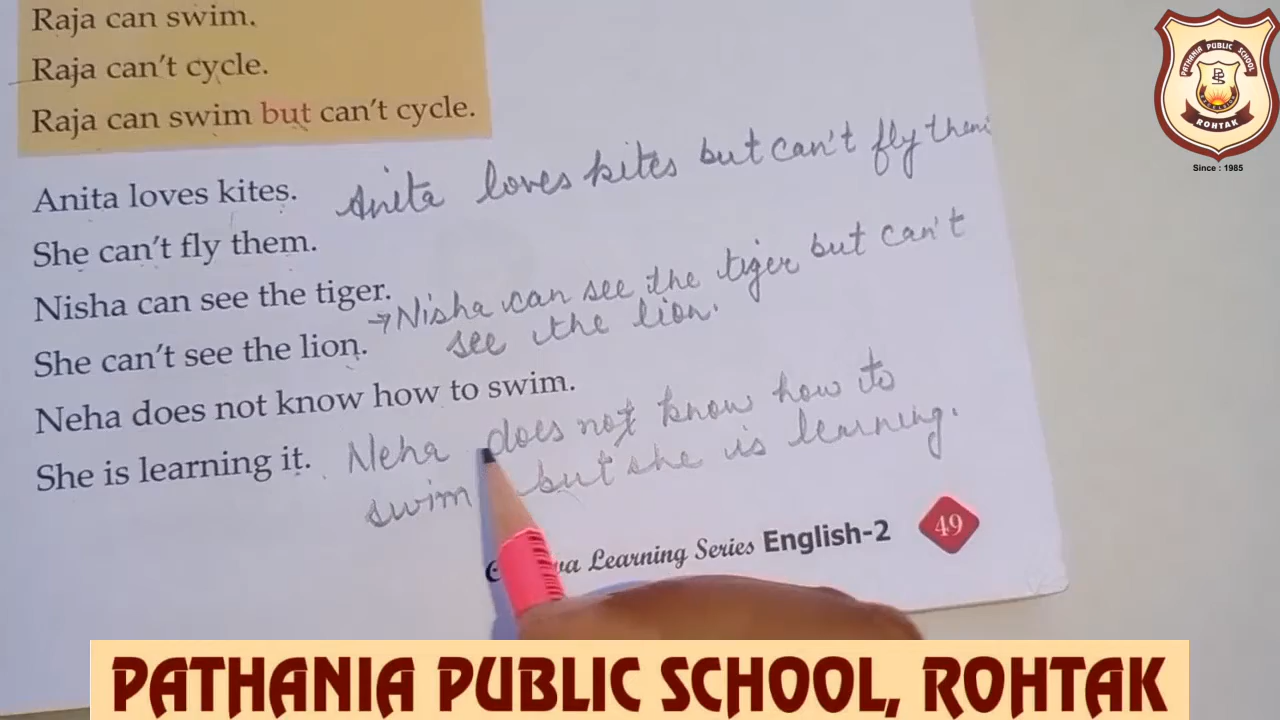 Raja can swim.
Raja can't cycle.
Raja can swim but can't cycle.
Anita loves kites. Anita loves kites but can't fly them
She can't fly them.
Nisha can see the tiger. → Nisha can see the tiger but can't
She can't see the lion. see the lion.
Neha does not know how to swim.
She is learning it. Neha does not know how to
swim but she is learning.
Learning Series English-2 49
PATHANIA PUBLIC SCHOOL
ROHTAK
Since : 1985
PATHANIA PUBLIC SCHOOL, ROHTAK